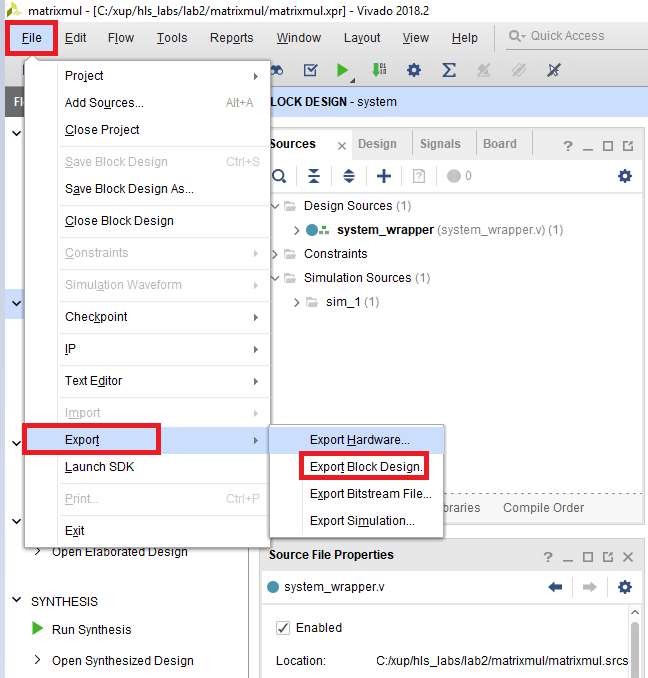 matrixmul - [C:/xup/hls_labs/lab2/matrixmul/matrixmul.xpr] - Vivado 2018.2
File Edit Flow Tools Reports Window Layout View Help Quick Access
BLOCK DESIGN - system
Project
Add Sources... Alt+A
Close Project
Save Block Design Ctrl+S
Save Block Design As...
Close Block Design
Constraints
Simulation Waveform
Checkpoint
IP
Text Editor
Import
Export
Launch SDK
Print... Ctrl+P
Exit
Export Hardware...
Export Block Design.
Export Bitstream File...
Export Simulation...
Sources Design Signals Board
0
Design Sources (1)
system_wrapper (system_wrapper.v) (1)
Constraints
Simulation Sources (1)
sim_1 (1)
Compile Order
Open Elaborated Design
SYNTHESIS
Run Synthesis
Open Synthesized Design
Source File Properties
system_wrapper.v
Enabled
Location: C:/xup/hls_labs/lab2/matrixmul/matrixmul.srcs